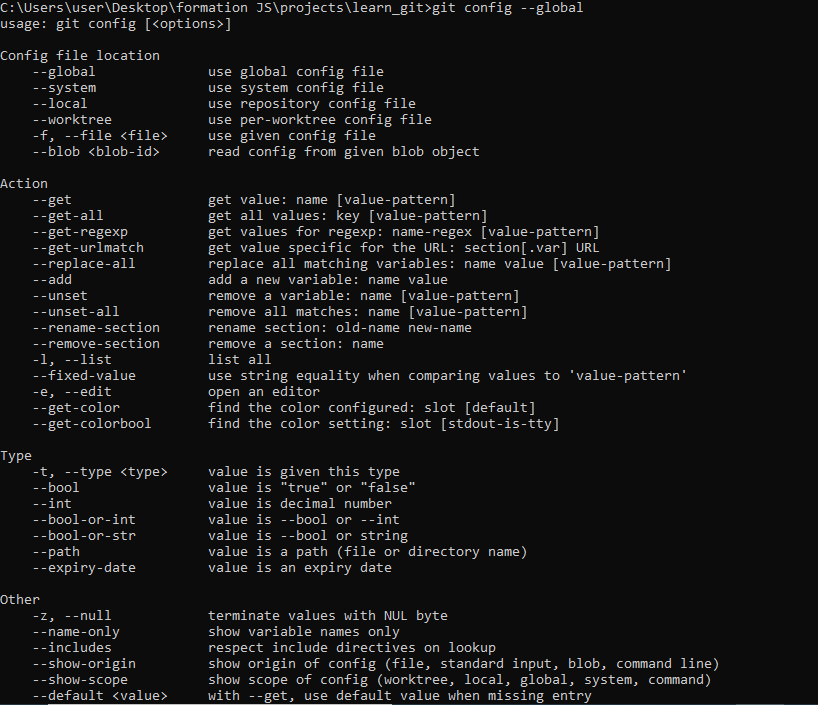 C:\Users\user\Desktop\formation JS\projects\learn_git>git config --global
usage: git config [<options>]
Config file location
--global use global config file
--system use system config file
--local use repository config file
--worktree use per-worktree config file
-f, --file <file> use given config file
--blob <blob-id> read config from given blob object
Action
--get get value: name [value-pattern]
--get-all get all values: key [value-pattern]
--get-regexp get values for regexp: name-regex [value-pattern]
--get-urlmatch get value specific for the URL: section[.var] URL
--replace-all replace all matching variables: name value [value-pattern]
--add add a new variable: name value
--unset remove a variable: name [value-pattern]
--unset-all remove all matches: name [value-pattern]
--rename-section rename section: old-name new-name
--remove-section remove a section: name
-l, --list list all
--fixed-value use string equality when comparing values to 'value-pattern'
-e, --edit open an editor
--get-color find the color configured: slot [default]
--get-colorbool find the color setting: slot [stdout-is-tty]
Type
-t, --type <type> value is given this type
--bool value is "true" or "false"
--int value is decimal number
--bool-or-int value is --bool or --int
--bool-or-str value is --bool or string
--path value is a path (file or directory name)
--expiry-date value is an expiry date
Other
-z, --null terminate values with NUL byte
--name-only show variable names only
--includes respect include directives on lookup
--show-origin show origin of config (file, standard input, blob, command line)
--show-scope show scope of config (worktree, local, global, system, command)
--default <value> with --get, use default value when missing entry